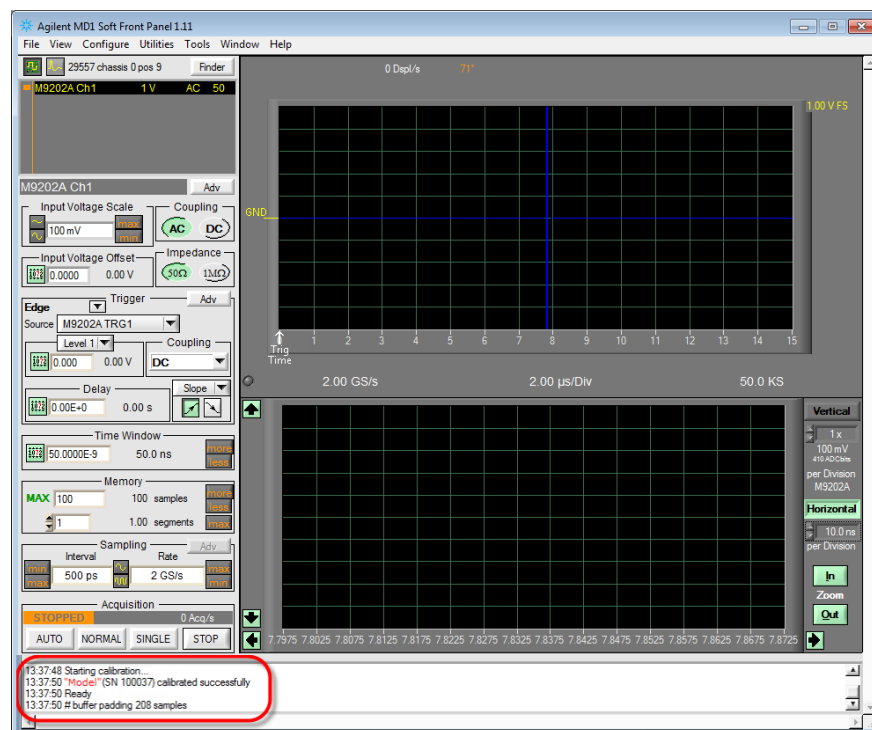 Agilent MD1 Soft Front Panel 1.11
File View Configure Utilities Tools Window Help
29557 chassis 0 pos 9 Finder
M9202A Ch1 1 V AC 50
0 Dspl/s 71°
1.00 V FS
GND
M9202A Ch1 Adv
Input Voltage Scale
100 mV
max
min
Coupling
AC DC
Input Voltage Offset
0.0000 0.00 V
Impedance
50Ω 1MΩ
Trigger Adv
Edge
Source M9202A TRG1
Level 1
0.000 0.00 V
Coupling
DC
Delay
0.00E+0 0.00 s
Slope
Time Window
50.0000E-9 50.0 ns
more
less
Memory
MAX 100 100 samples
more
less
1 1.00 segments max
Sampling Adv
Interval Rate
min
max
500 ps 2 GS/s
max
min
Acquisition
STOPPED 0 Acq/s
AUTO NORMAL SINGLE STOP
Trig
Time
1 2 3 4 5 6 7 8 9 10 11 12 13 14 15
2.00 GS/s 2.00 µs/Div 50.0 KS
Vertical
1 x
100 mV
410 ADCbits
per Division
M9202A
Horizontal
10.0 ns
per Division
In
Zoom
Out
7.7975 7.8025 7.8075 7.8125 7.8175 7.8225 7.8275 7.8325 7.8375 7.8425 7.8475 7.8525 7.8575 7.8625 7.8675 7.8725
13:37:48 Starting calibration...
13:37:50 "Model" (SN 100037) calibrated successfully
13:37:50 Ready
13:37:50 # buffer padding 208 samples